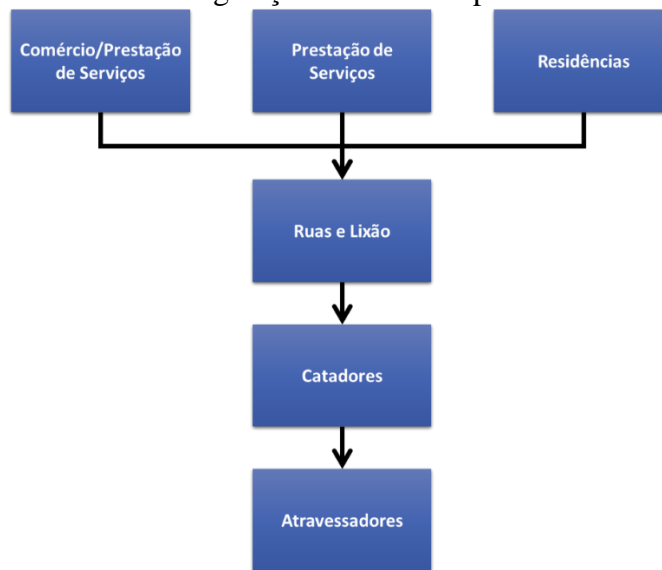 Comércio/Prestação
de Serviços
Prestação de
Serviços
Residências
Ruas e Lixão
Catadores
Atravessadores